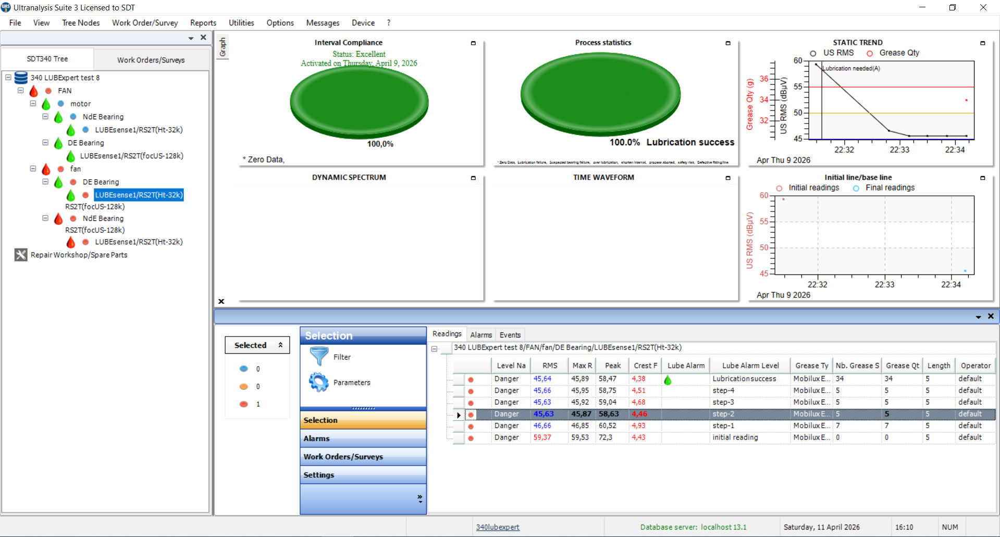 UAS
3
Ultranalysis Suite 3 Licensed to SDT
File View Tree Nodes Work Order/Survey Reports Utilities Options Messages Device ?
SDT340 Tree Work Orders/Surveys
340 LUBExpert test 8
FAN
motor
NdE Bearing
LUBEsense1/RS2T(Ht-32k)
DE Bearing
LUBEsense1/RS2T(focUS-128k)
fan
DE Bearing
LUBEsense1/RS2T(Ht-32k)
RS2T(focUS-128k)
NdE Bearing
RS2T(focUS-128k)
LUBEsense1/RS2T(Ht-32k)
Repair Workshop/Spare Parts
Graph
Interval Compliance
Status: Excellent
Activated on Thursday, April 9, 2026
100,0%
* Zero Data,
Process statistics
100.0% Lubrication success
* Zero Data, Lubrication failure, Suspected bearing failure, over lubrication, shorten interval, process aborted, safety risk, Defective fitting/line
STATIC TREND
US RMS Grease Qty
Lubrication needed(A)
Grease Qty (g)
36
34
32
US RMS (dBµV)
60
55
50
45
22:32 22:33 22:34
Apr Thu 9 2026
DYNAMIC SPECTRUM
TIME WAVEFORM
Initial line/base line
Initial readings Final readings
US RMS (dBµV)
60
55
50
45
22:32 22:33 22:34
Apr Thu 9 2026
Selected
0
0
1
Selection
Filter
Parameters
Selection
Alarms
Work Orders/Surveys
Settings
Readings Alarms Events
340 LUBExpert test 8/FAN/fan/DE Bearing/LUBEsense1/RS2T(Ht-32k)
Level Na RMS Max R Peak Crest F Lube Alarm Lube Alarm Level Grease Ty Nb. Grease S Grease Qt Length Operator
Danger 45,64 45,89 58,47 4,38 Lubrication success Mobilux E... 34 34 5 default
Danger 45,66 45,95 58,75 4,51 step-4 Mobilux E... 5 5 5 default
Danger 45,63 45,92 59,04 4,68 step-3 Mobilux E... 5 5 5 default
Danger 45,63 45,87 58,63 4,46 step-2 Mobilux E... 5 5 5 default
Danger 46,66 46,85 60,52 4,93 step-1 Mobilux E... 7 7 5 default
Danger 59,37 59,53 72,3 4,43 initial reading Mobilux E... 0 0 5 default
340lubexpert Database server: localhost 13.1 Saturday, 11 April 2026 16:10 NUM